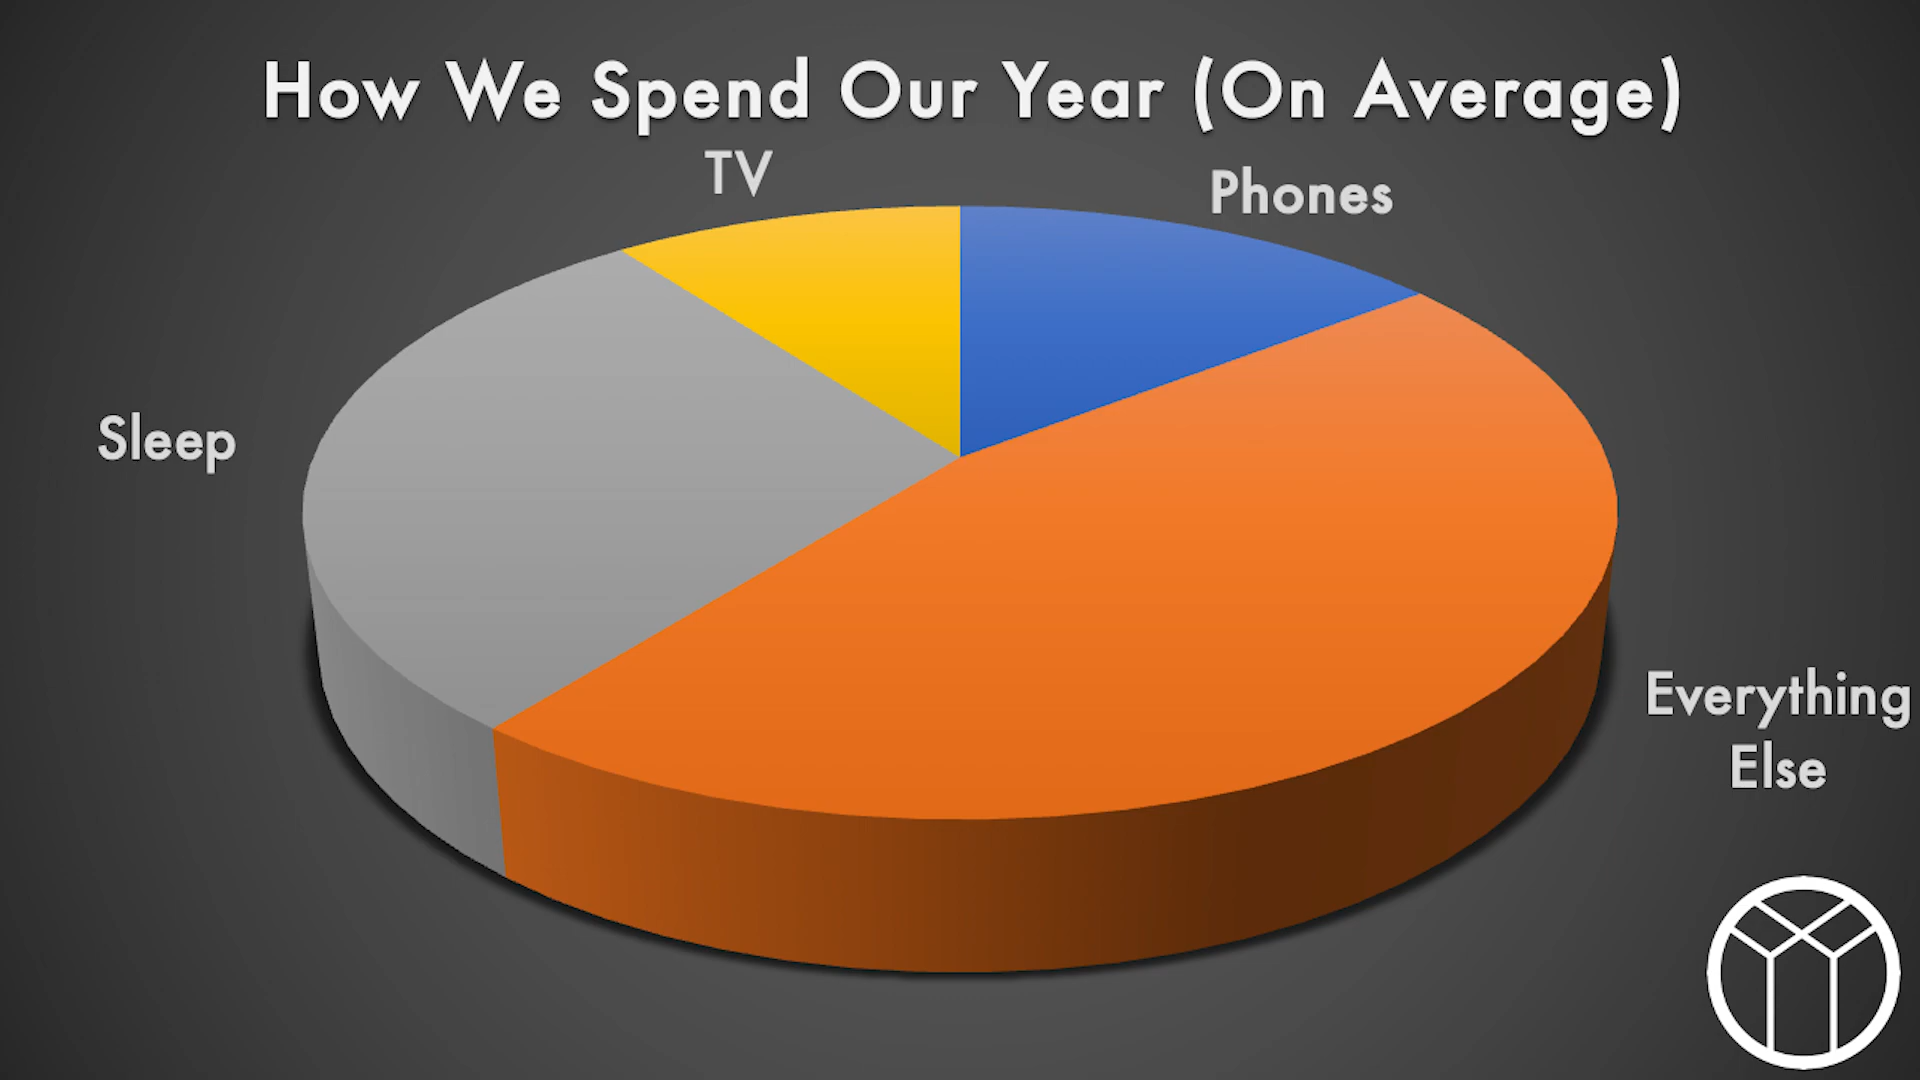 How We Spend Our Year (On Average)
TV
Phones
Sleep
Everything
Else